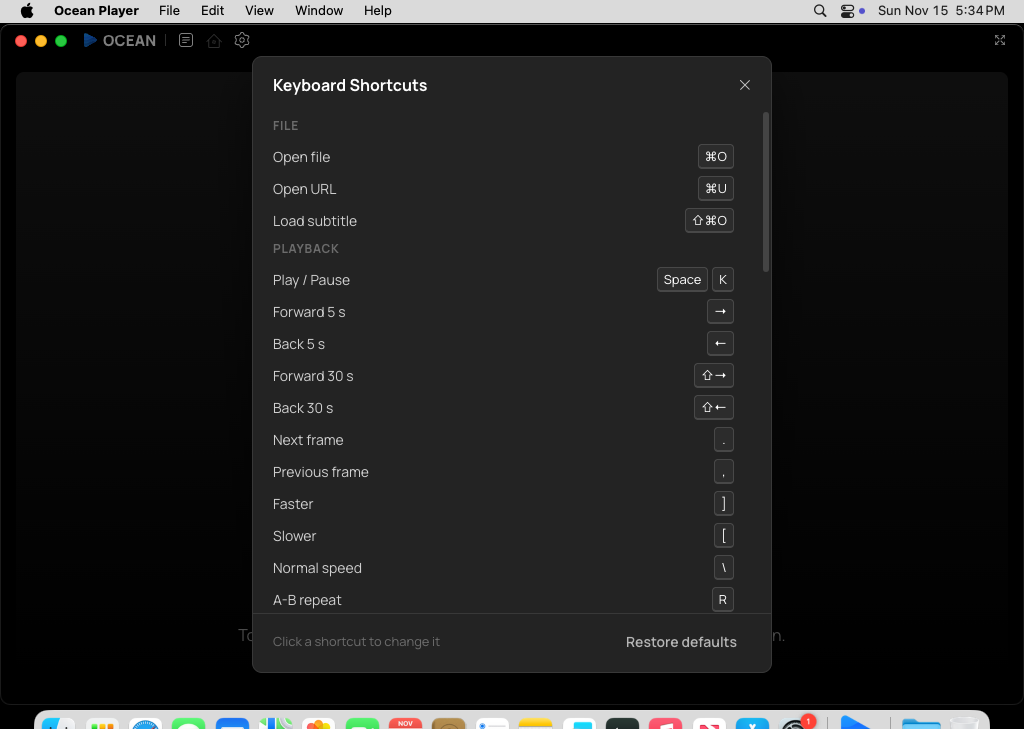 Ocean Player File Edit View Window Help Sun Nov 15 5:34 PM
OCEAN
Keyboard Shortcuts
FILE
Open file ⌘O
Open URL ⌘U
Load subtitle ⇧⌘O
PLAYBACK
Play / Pause Space K
Forward 5 s →
Back 5 s ←
Forward 30 s ⇧→
Back 30 s ⇧←
Next frame .
Previous frame ,
Faster ]
Slower [
Normal speed \
A-B repeat R
Click a shortcut to change it Restore defaults
NOV
1